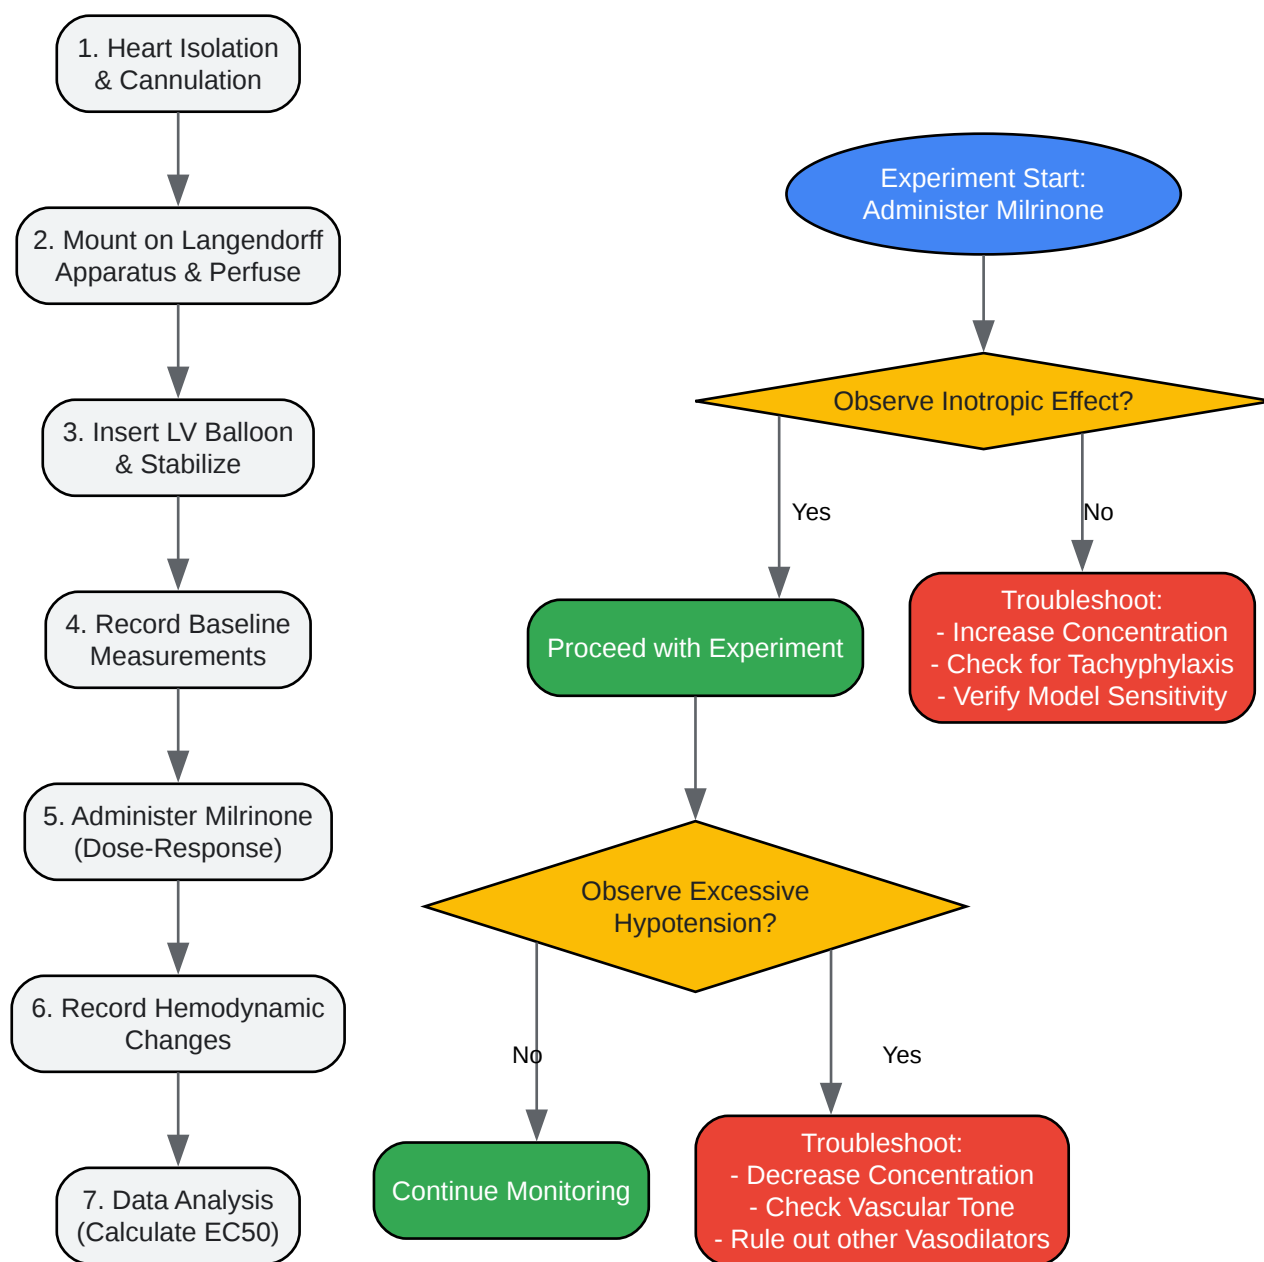 1. Heart Isolation
& Cannulation
2. Mount on Langendorff
Apparatus & Perfuse
3. Insert LV Balloon
& Stabilize
4. Record Baseline
Measurements
5. Administer Milrinone
(Dose-Response)
6. Record Hemodynamic
Changes
7. Data Analysis
(Calculate EC50)
Experiment Start:
Administer Milrinone
Observe Inotropic Effect?
Yes
No
Proceed with Experiment
Troubleshoot:
- Increase Concentration
- Check for Tachyphylaxis
- Verify Model Sensitivity
Observe Excessive
Hypotension?
No
Yes
Continue Monitoring
Troubleshoot:
- Decrease Concentration
- Check Vascular Tone
- Rule out other Vasodilators